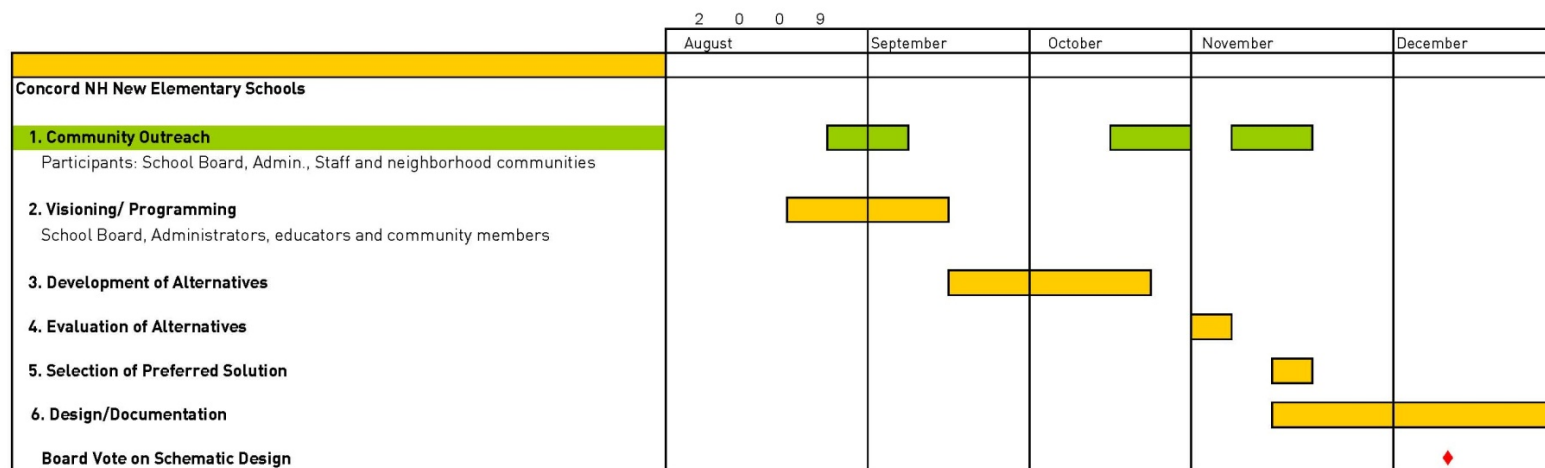 2 0 0 9
August September October November December
Concord NH New Elementary Schools
1. Community Outreach
Participants: School Board, Admin., Staff and neighborhood communities
2. Visioning/ Programming
School Board, Administrators, educators and community members
3. Development of Alternatives
4. Evaluation of Alternatives
5. Selection of Preferred Solution
6. Design/Documentation
Board Vote on Schematic Design